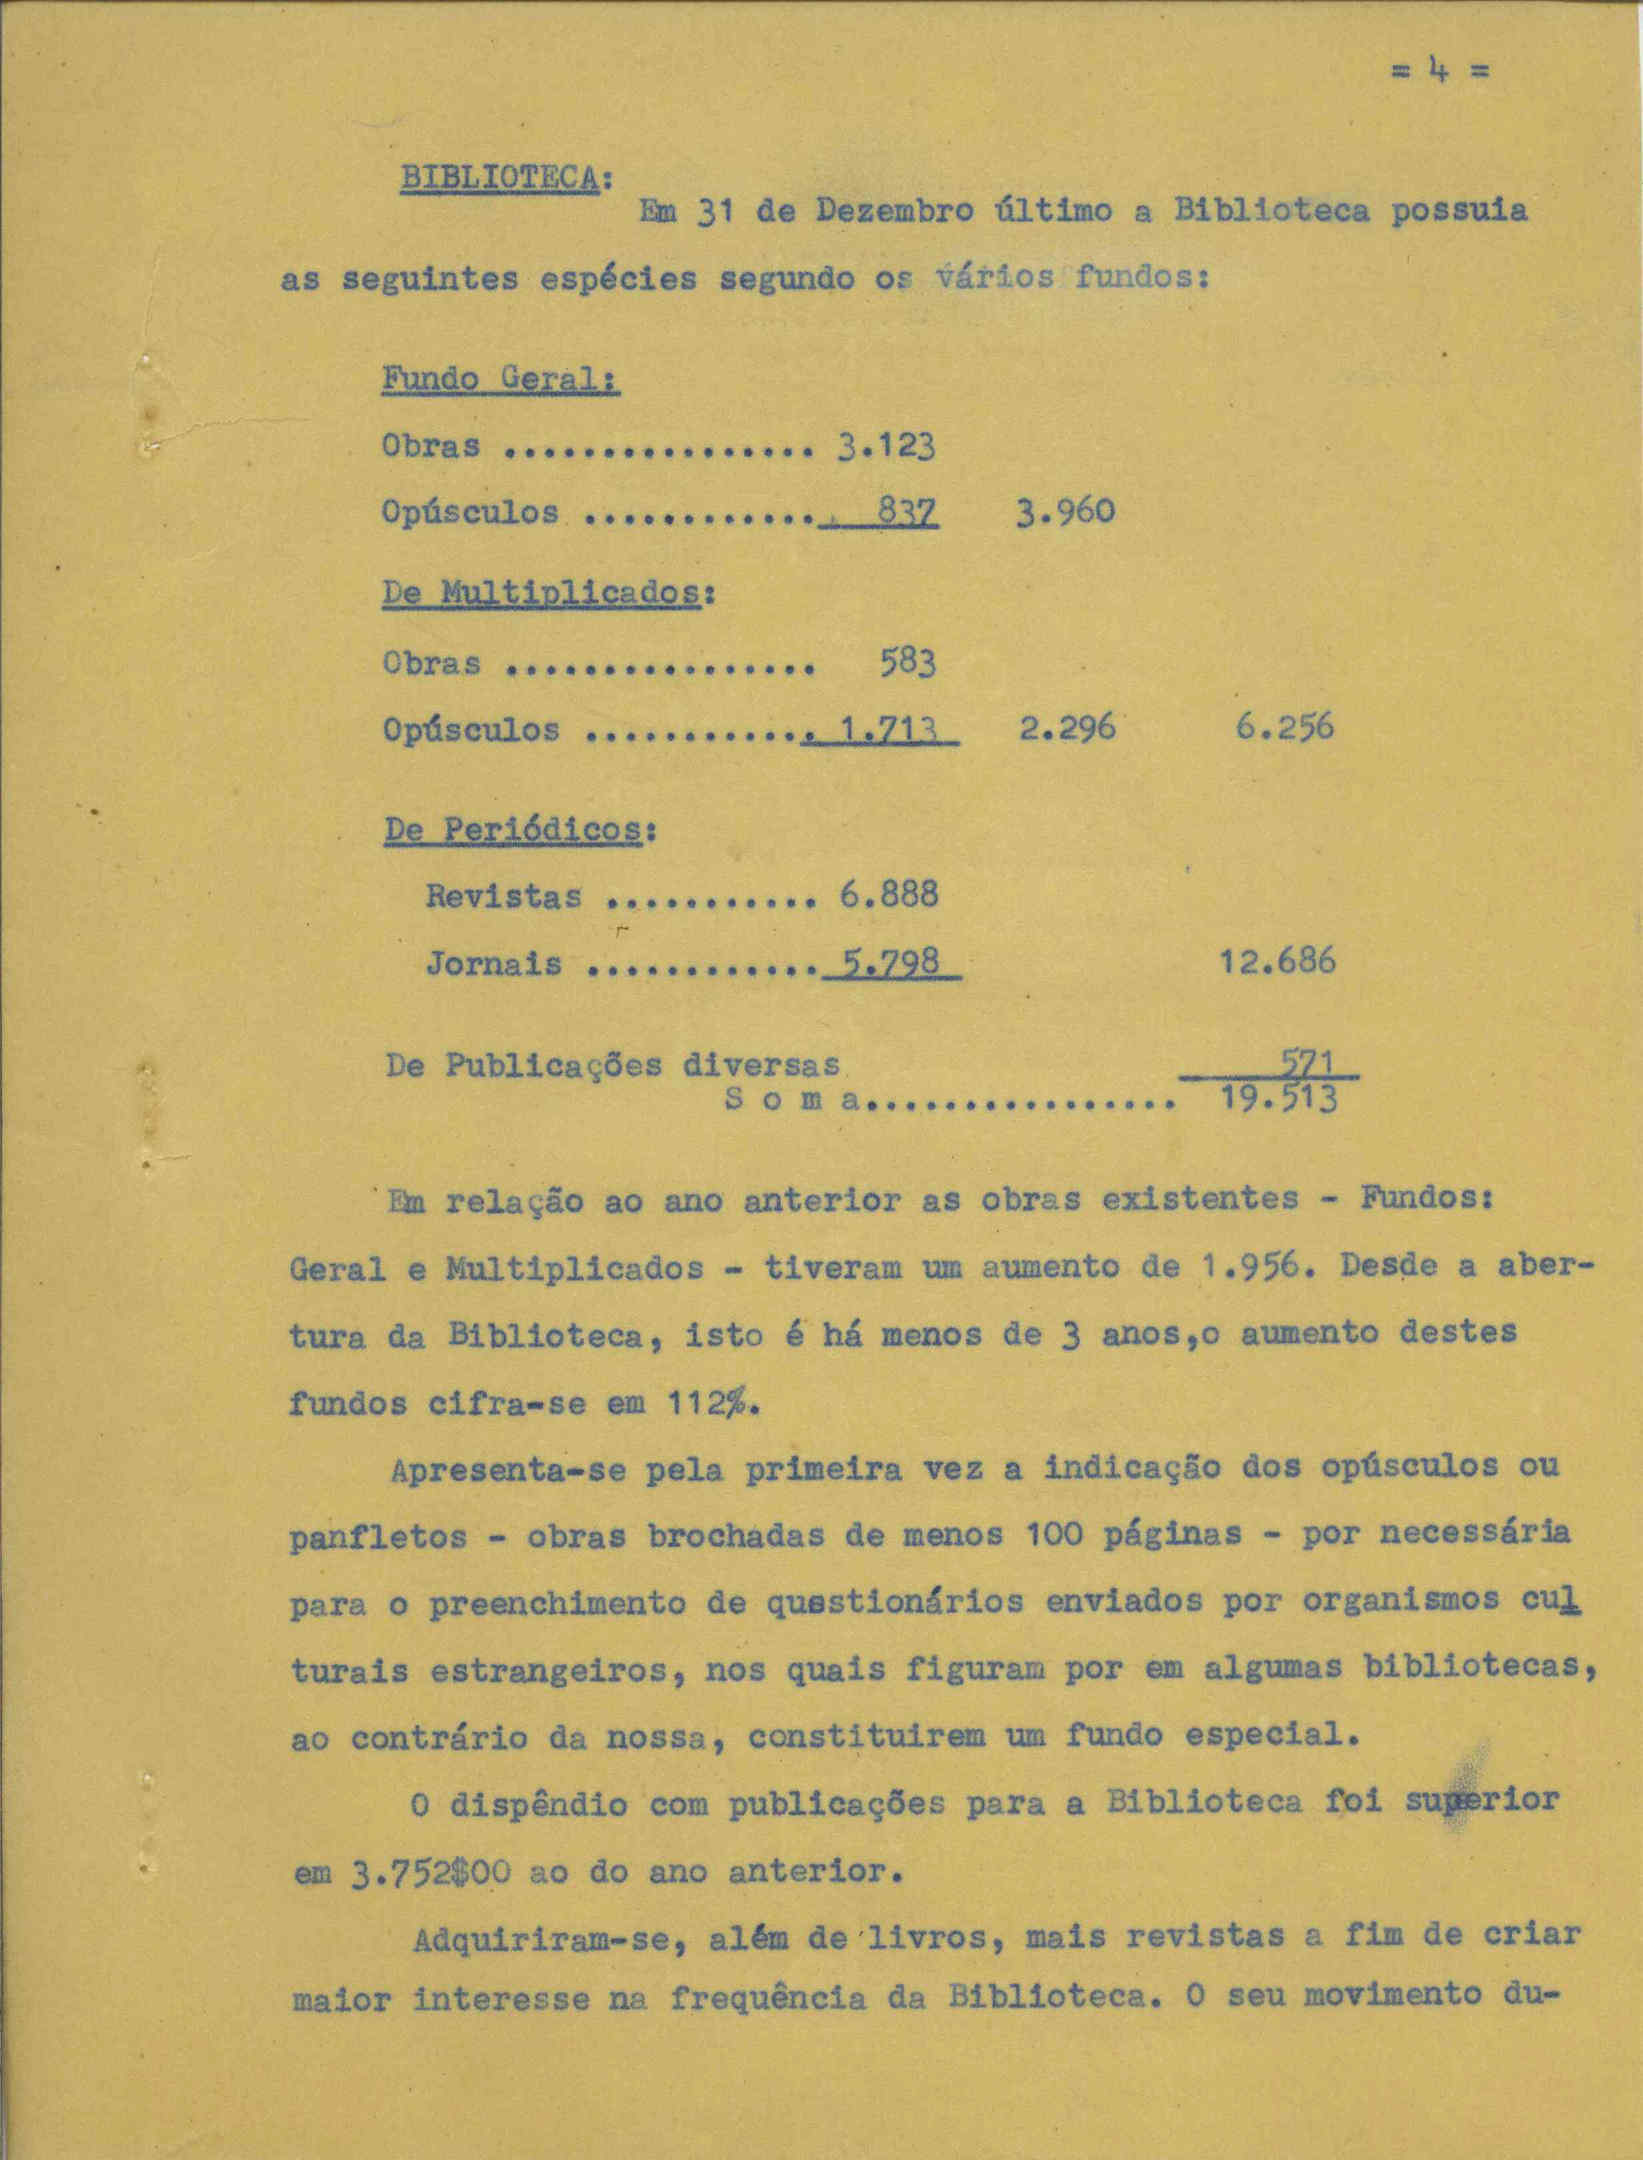 = 4 =
BIBLIOTECA:
Em 31 de Dezembro último a Biblioteca possuia
as seguintes espécies segundo os vários fundos:
Fundo Geral:
Obras ................ 3.123
Opúsculos ............. 837 3.960
De Multiplicados:
Obras ................ 583
Opúsculos ............ 1.713 2.296 6.256
De Periódicos:
Revistas ........... 6.888
Jornais ............ 5.798 12.686
De Publicações diversas 571
S o m a................ 19.513
Em relação ao ano anterior as obras existentes - Fundos:
Geral e Multiplicados - tiveram um aumento de 1.956. Desde a aber-
tura da Biblioteca, isto é há menos de 3 anos,o aumento destes
fundos cifra-se em 112%.
Apresenta-se pela primeira vez a indicação dos opúsculos ou
panfletos - obras brochadas de menos 100 páginas - por necessária
para o preenchimento de questionários enviados por organismos cul
turais estrangeiros, nos quais figuram por em algumas bibliotecas,
ao contrário da nossa, constituirem um fundo especial.
O dispêndio com publicações para a Biblioteca foi superior
em 3.752$00 ao do ano anterior.
Adquiriram-se, além de livros, mais revistas a fim de criar
maior interesse na frequência da Biblioteca. O seu movimento du-